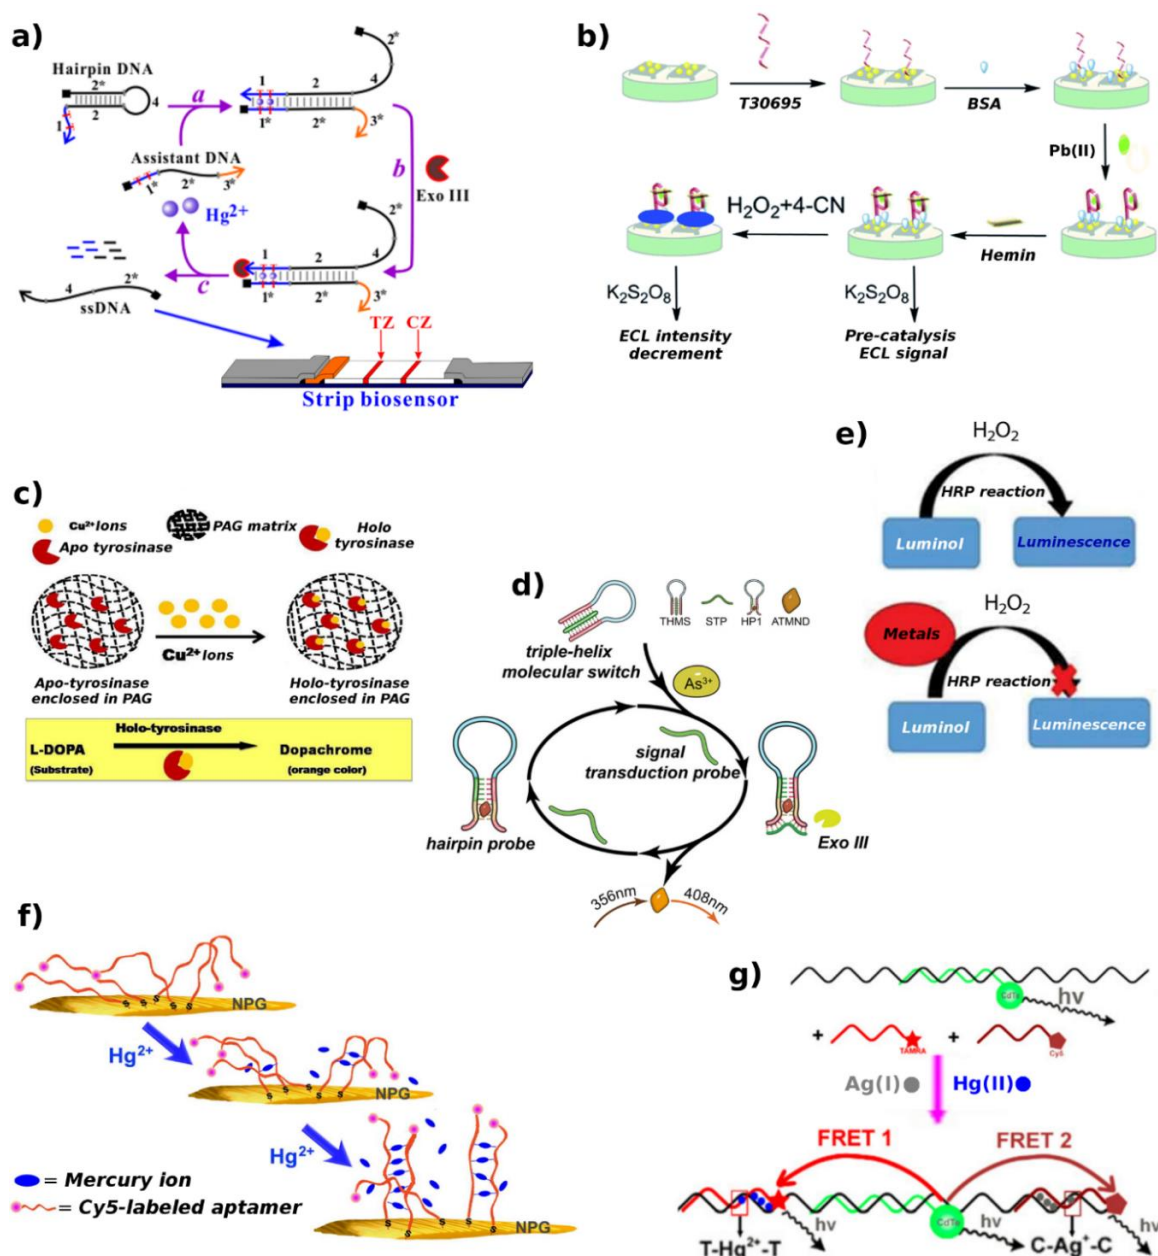 a)
Hairpin DNA
2*
4
2
1
a
1
2
4
2*
1*
2*
3*
b
Exo III
Assistant DNA
1*
2*
3*
Hg2+
c
2*
4
1
2
1*
2*
3*
4
2*
ssDNA
TZ
CZ
Strip biosensor
b)
T30695
BSA
Pb(II)
Hemin
H2O2+4-CN
K2S2O8
K2S2O8
ECL intensity
decrement
Pre-catalysis
ECL signal
c)
Cu2+Ions
PAG matrix
Holo
tyrosinase
Apo tyrosinase
Cu2+Ions
Apo-tyrosinase
enclosed in PAG
Holo-tyrosinase
enclosed in PAG
Holo-tyrosinase
L-DOPA
Dopachrome
(Substrate)
(orange color)
d)
THMS
STP
HP1
ATMND
triple-helix
molecular switch
As3+
signal
transduction probe
hairpin probe
Exo III
356nm
408nm
e)
H2O2
HRP reaction
Luminol
Luminescence
H2O2
Metals
HRP reaction
Luminol
Luminescence
f)
s s s s s
NPG
Hg2+
s s s s s
NPG
Hg2+
s s s s
NPG
= Mercury ion
= Cy5-labeled aptamer
g)
CdTe
hv
+
TAMRA
+
Cy5
Ag(I)
Hg(II)
FRET 1
FRET 2
CdTe
hv
hv
hv
T-Hg2+-T
C-Ag+-C